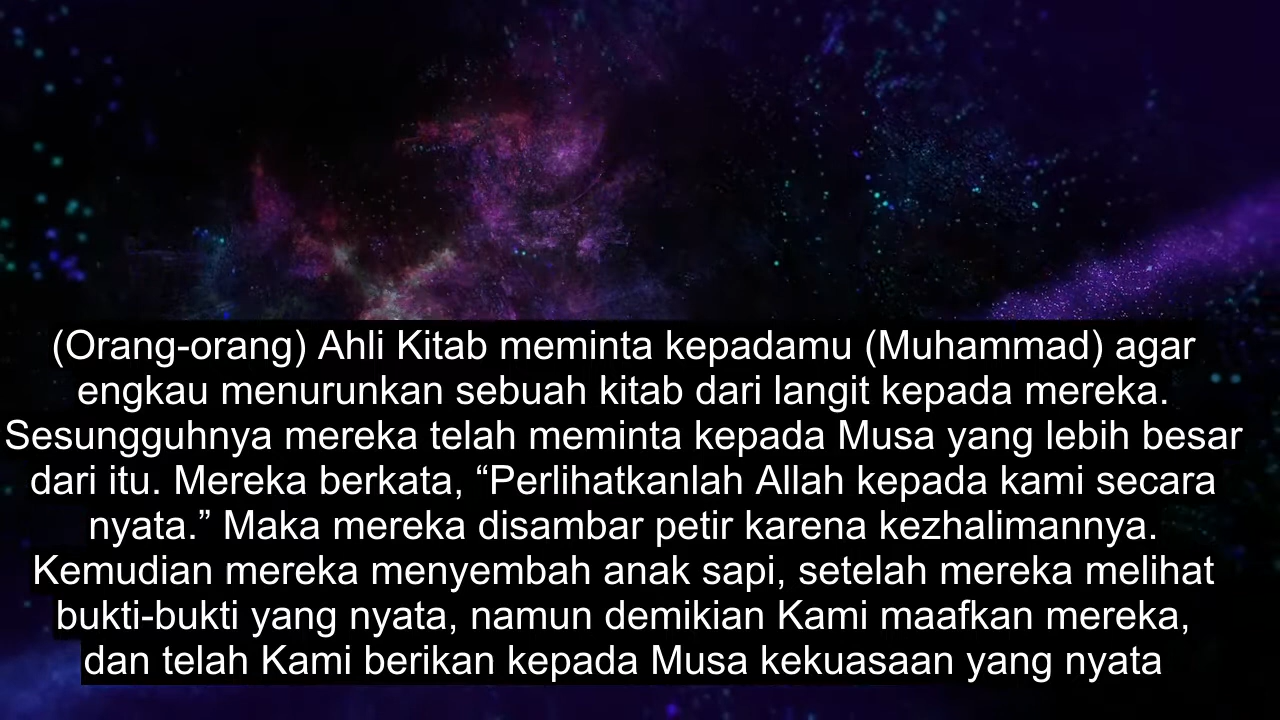 (Orang-orang) Ahli Kitab meminta kepadamu (Muhammad) agar
engkau menurunkan sebuah kitab dari langit kepada mereka.
Sesungguhnya mereka telah meminta kepada Musa yang lebih besar
dari itu. Mereka berkata, “Perlihatkanlah Allah kepada kami secara
nyata.” Maka mereka disambar petir karena kezhalimannya.
Kemudian mereka menyembah anak sapi, setelah mereka melihat
bukti-bukti yang nyata, namun demikian Kami maafkan mereka,
dan telah Kami berikan kepada Musa kekuasaan yang nyata